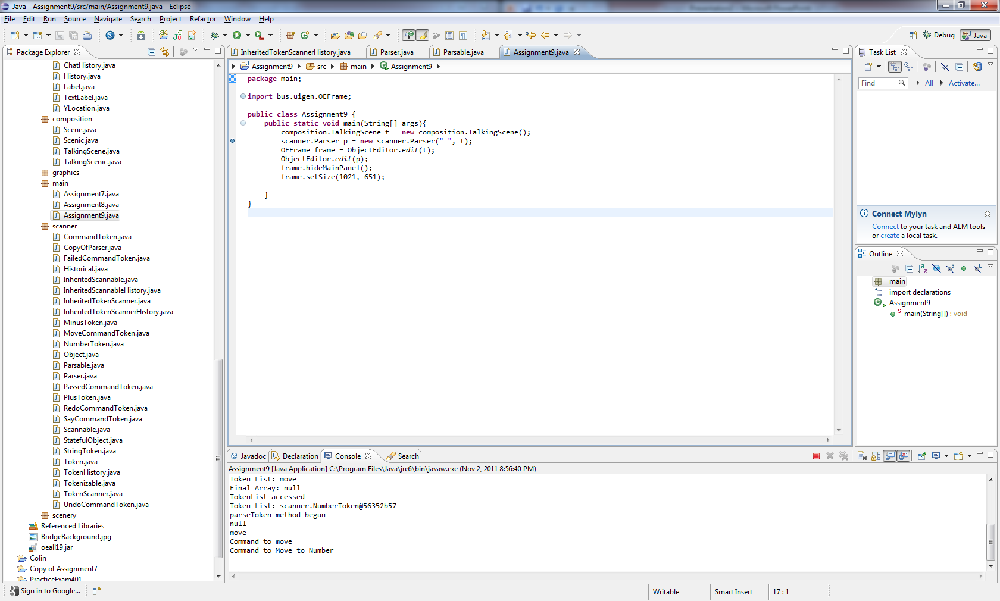 Java - Assignment9/src/main/Assignment9.java - Eclipse
File Edit Run Source Navigate Search Project Refactor Window Help
Debug Java
Package Explorer
ChatHistory.java
History.java
Label.java
TextLabel.java
YLocation.java
composition
Scene.java
Scenic.java
TalkingScene.java
TalkingScenic.java
graphics
main
Assignment7.java
Assignment8.java
Assignment9.java
scanner
CommandToken.java
CopyOfParser.java
FailedCommandToken.java
Historical.java
InheritedScannable.java
InheritedScannableHistory.java
InheritedTokenScanner.java
InheritedTokenScannerHistory.java
MinusToken.java
MoveCommandToken.java
NumberToken.java
Object.java
Parsable.java
Parser.java
PassedCommandToken.java
PlusToken.java
RedoCommandToken.java
SayCommandToken.java
Scannable.java
StatefulObject.java
StringToken.java
Token.java
TokenHistory.java
Tokenizable.java
TokenScanner.java
UndoCommandToken.java
scenery
Referenced Libraries
BridgeBackground.jpg
oeall19.jar
Colin
Copy of Assignment7
PracticeExam401
InheritedTokenScannerHistory.java Parser.java Parsable.java Assignment9.java
Assignment9 src main Assignment9
package main;
import bus.uigen.OEFrame;
public class Assignment9 {
public static void main(String[] args){
composition.TalkingScene t = new composition.TalkingScene();
scanner.Parser p = new scanner.Parser(" ", t);
OEFrame frame = ObjectEditor.edit(t);
ObjectEditor.edit(p);
frame.hideMainPanel();
frame.setSize(1021, 651);
}
}
Javadoc Declaration Console Search
Assignment9 [Java Application] C:\Program Files\Java\jre6\bin\javaw.exe (Nov 2, 2011 8:56:40 PM)
Token List: move
Final Array: null
TokenList accessed
Token List: scanner.NumberToken@56352b57
parseToken method begun
null
move
Command to move
Command to Move to Number
Task List
Find All Activate...
Connect Mylyn
Connect to your task and ALM tools
or create a local task.
Outline
main
import declarations
Assignment9
main(String[]) : void
Sign in to Google...
Writable Smart Insert 17 : 1